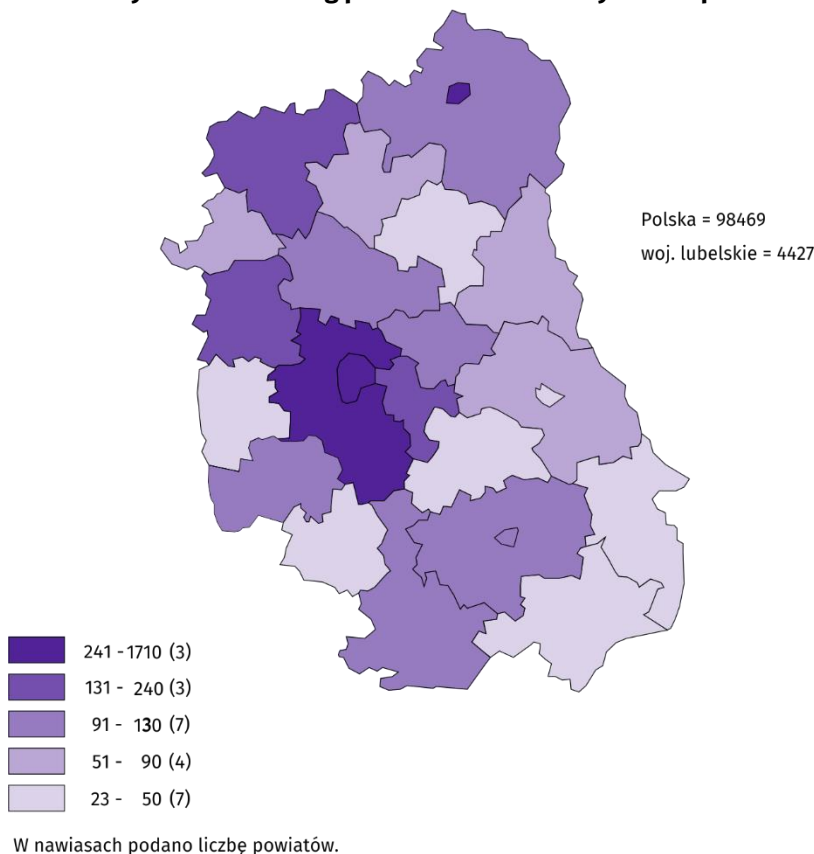 Polska = 98469
woj. lubelskie = 4427
241 - 1710 (3)
131 - 240 (3)
91 - 130 (7)
51 - 90 (4)
23 - 50 (7)
W nawiasach podano liczbę powiatów.